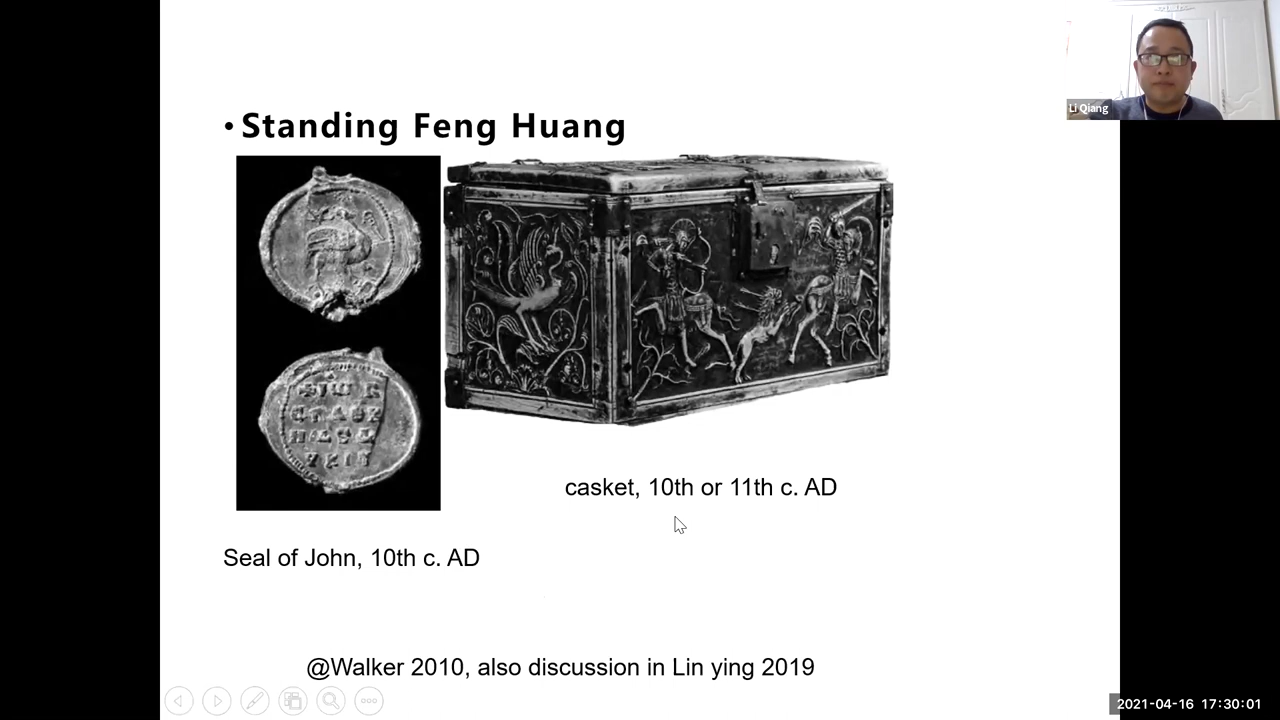 • Standing Feng Huang
Li Qiang
casket, 10th or 11th c. AD
Seal of John, 10th c. AD
@Walker 2010, also discussion in Lin ying 2019
2021-04-16 17:30:01